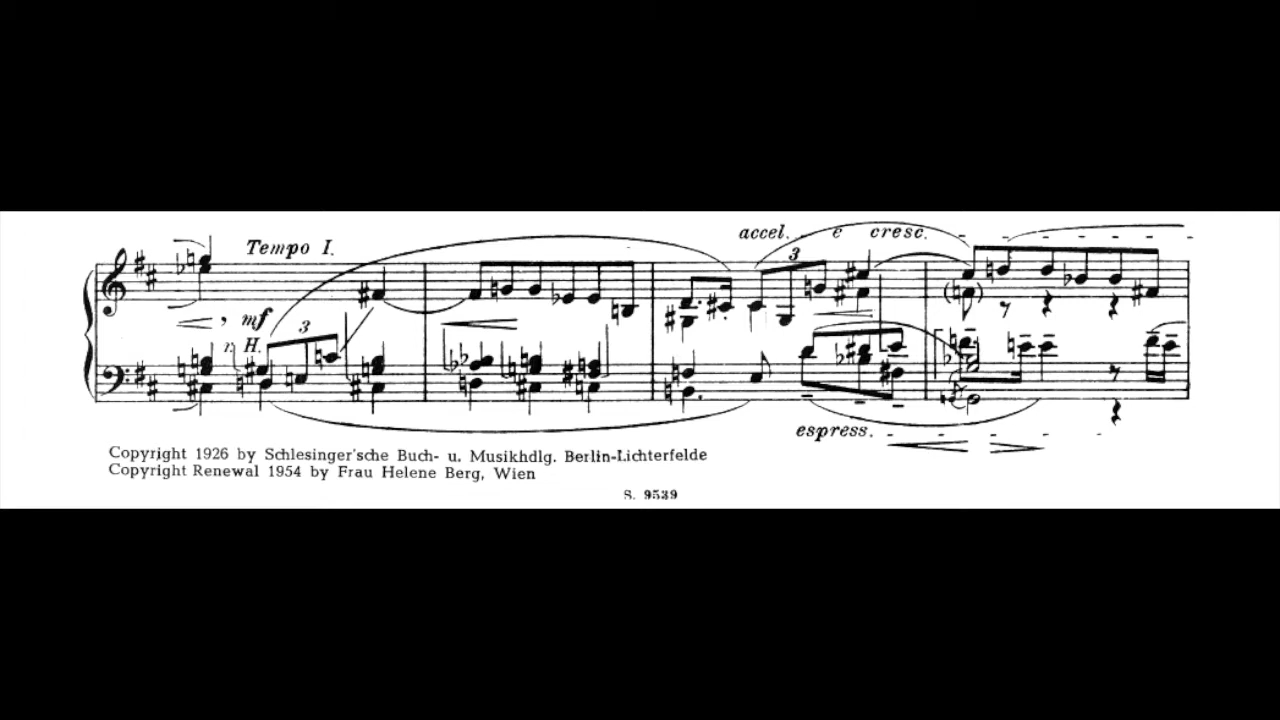 accel. e cresc.
Tempo I.
3
mf
3
r. H.
espress.
Copyright 1926 by Schlesinger'sche Buch- u. Musikhdlg. Berlin-Lichterfelde
Copyright Renewal 1954 by Frau Helene Berg, Wien
S. 9539